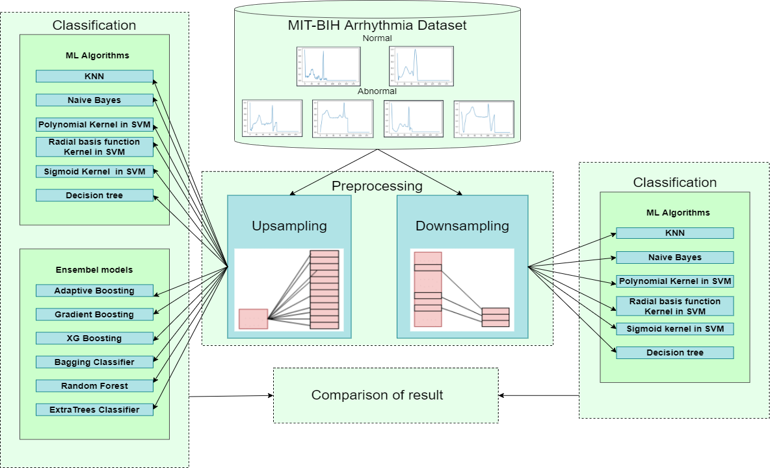 Classification
ML Algorithms
KNN
Naive Bayes
Polynomial Kernel in SVM
Radial basis function
Kernel in SVM
Sigmoid Kernel in SVM
Decision tree
Ensembel models
Adaptive Boosting
Gradient Boosting
XG Boosting
Bagging Classifier
Random Forest
ExtraTrees Classifier
MIT-BIH Arrhythmia Dataset
Normal
Abnormal
Preprocessing
Upsampling
Downsampling
Comparison of result
Classification
ML Algorithms
KNN
Naive Bayes
Polynomial Kernel in SVM
Radial basis function
Kernel in SVM
Sigmoid kernel in SVM
Decision tree